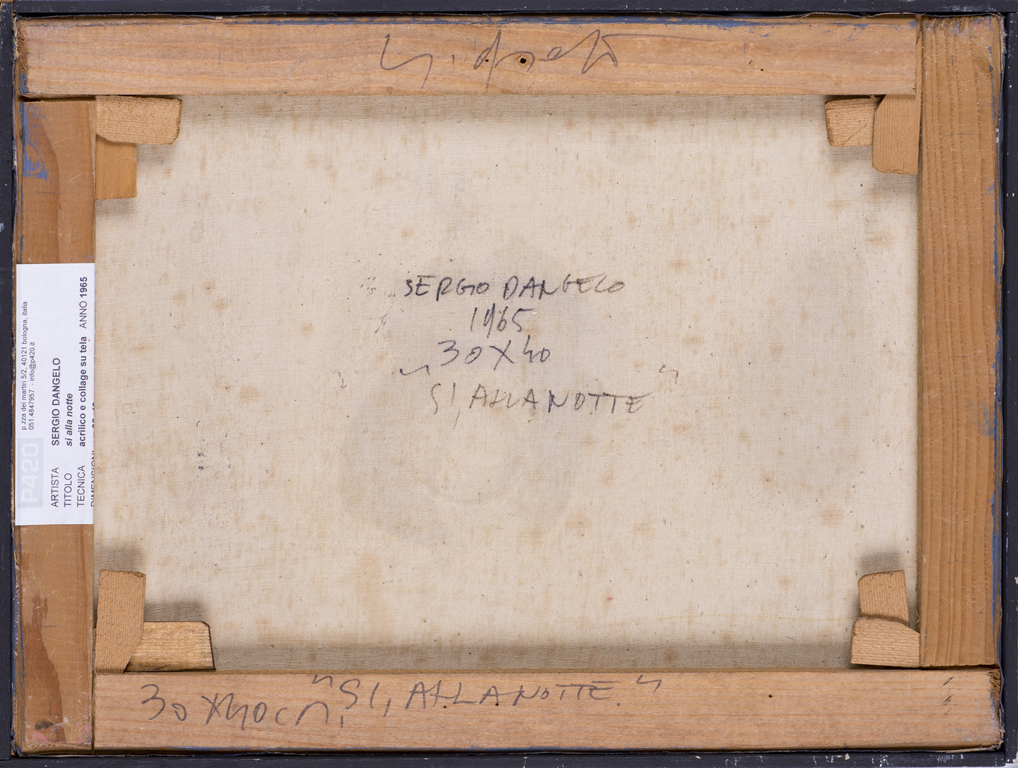 SERGIO DANGELO
1965
30X40
"SI, ALLA NOTTE"
30X40cm, "SI, ALLA NOTTE"
P420
p.zza dei martiri 5/2, 40121 bologna, italia
051 4847957 - info@p420.it
ARTISTA SERGIO DANGELO
TITOLO si alla notte
TECNICA acrilico e collage su tela ANNO 1965